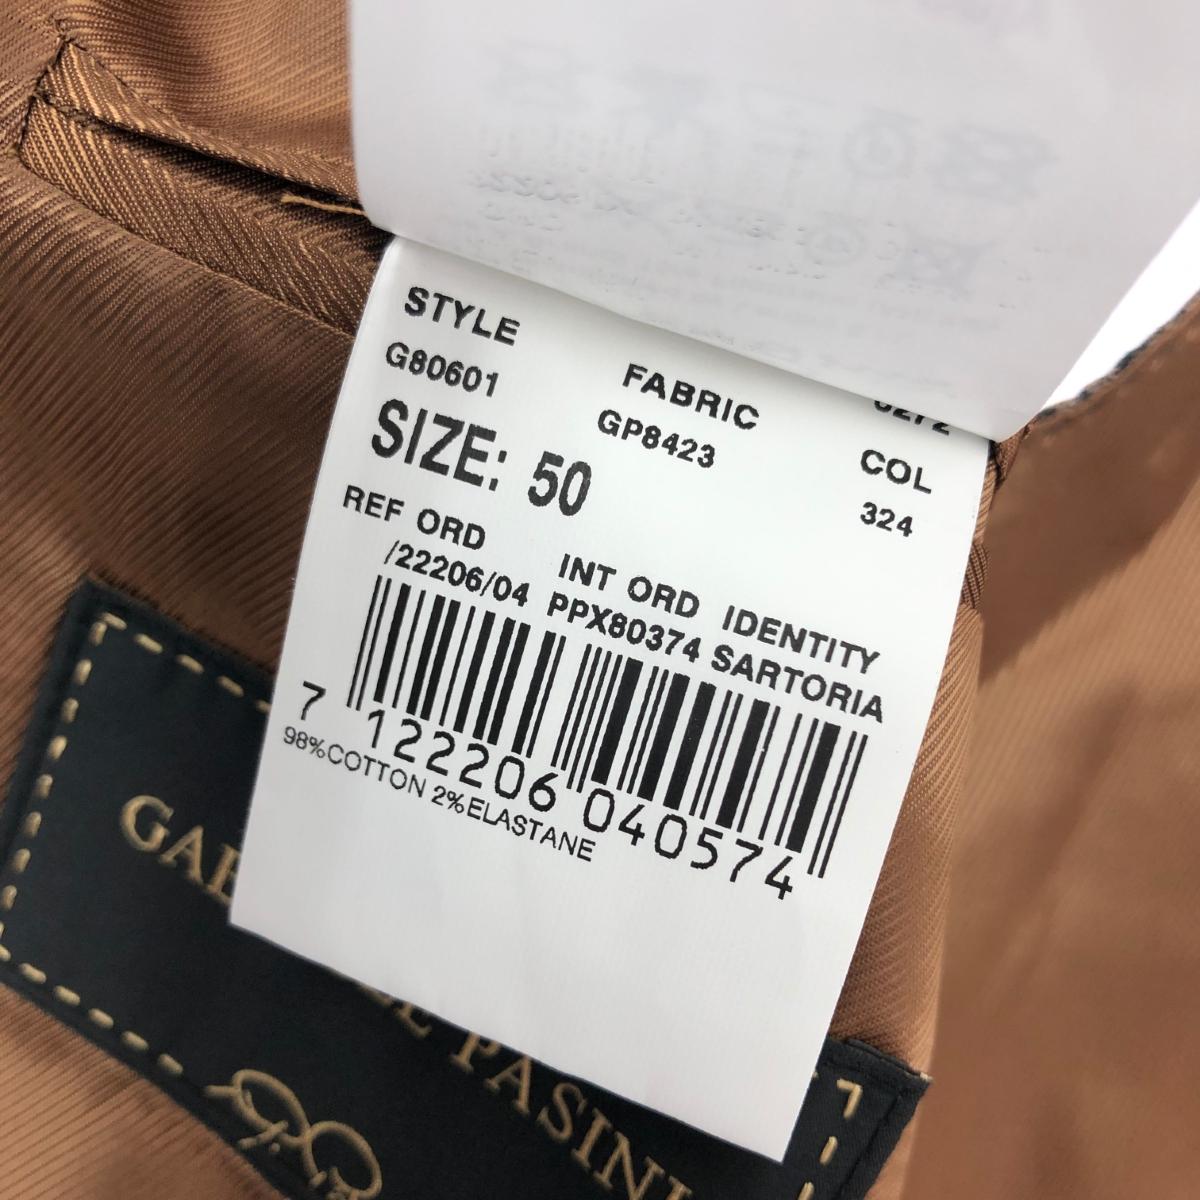 STYLE FABRIC
G80601 GP8423 COL
SIZE: 50 324
REF ORD INT ORD IDENTITY
/22206/04 PPX80374 SARTORIA
7 122206 040574
98%COTTON 2%ELASTANE
PASINI